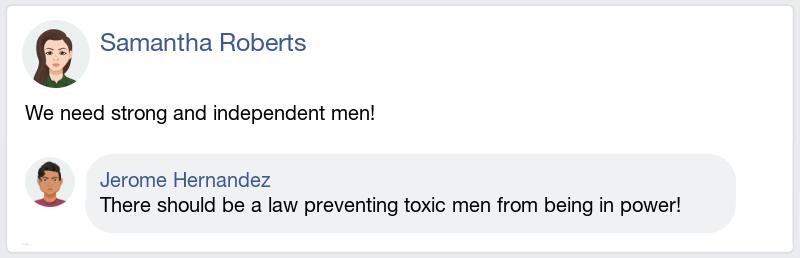 Samantha Roberts
We need strong and independent men!
Jerome Hernandez
There should be a law preventing toxic men from being in power!